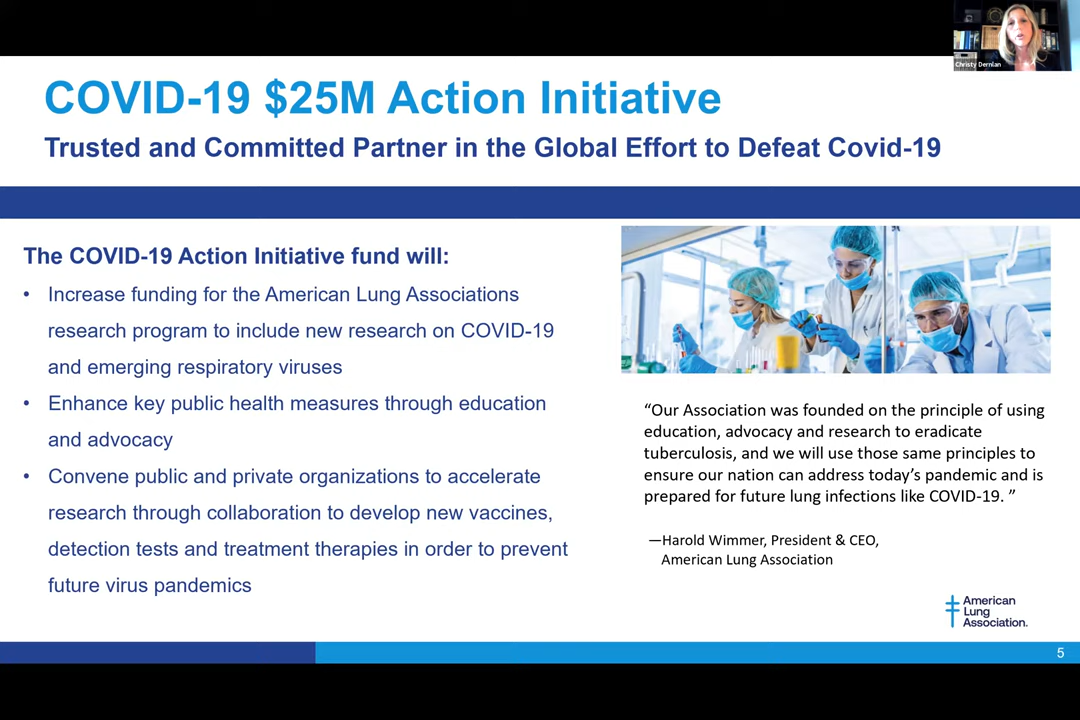 Christy Dernlan
COVID-19 $25M Action Initiative
Trusted and Committed Partner in the Global Effort to Defeat Covid-19
The COVID-19 Action Initiative fund will:
• Increase funding for the American Lung Associations
research program to include new research on COVID-19
and emerging respiratory viruses
• Enhance key public health measures through education
and advocacy
• Convene public and private organizations to accelerate
research through collaboration to develop new vaccines,
detection tests and treatment therapies in order to prevent
future virus pandemics
“Our Association was founded on the principle of using
education, advocacy and research to eradicate
tuberculosis, and we will use those same principles to
ensure our nation can address today’s pandemic and is
prepared for future lung infections like COVID-19. ”
—Harold Wimmer, President & CEO,
American Lung Association
American
Lung
Association.
5